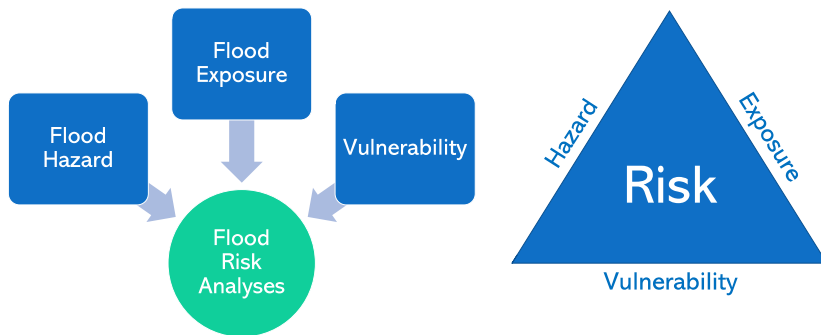 Flood
Exposure
Flood
Hazard
Vulnerability
Flood
Risk
Analyses
Hazard
Exposure
Risk
Vulnerability